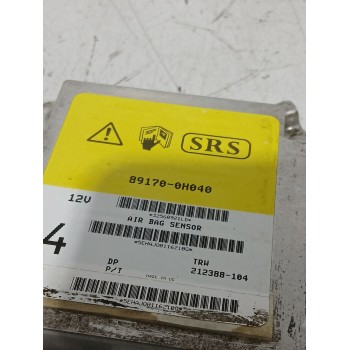 SRS
89170-0H040
12V
AIR BAG SENSOR
4
DP
TRW
P/T
212388-104